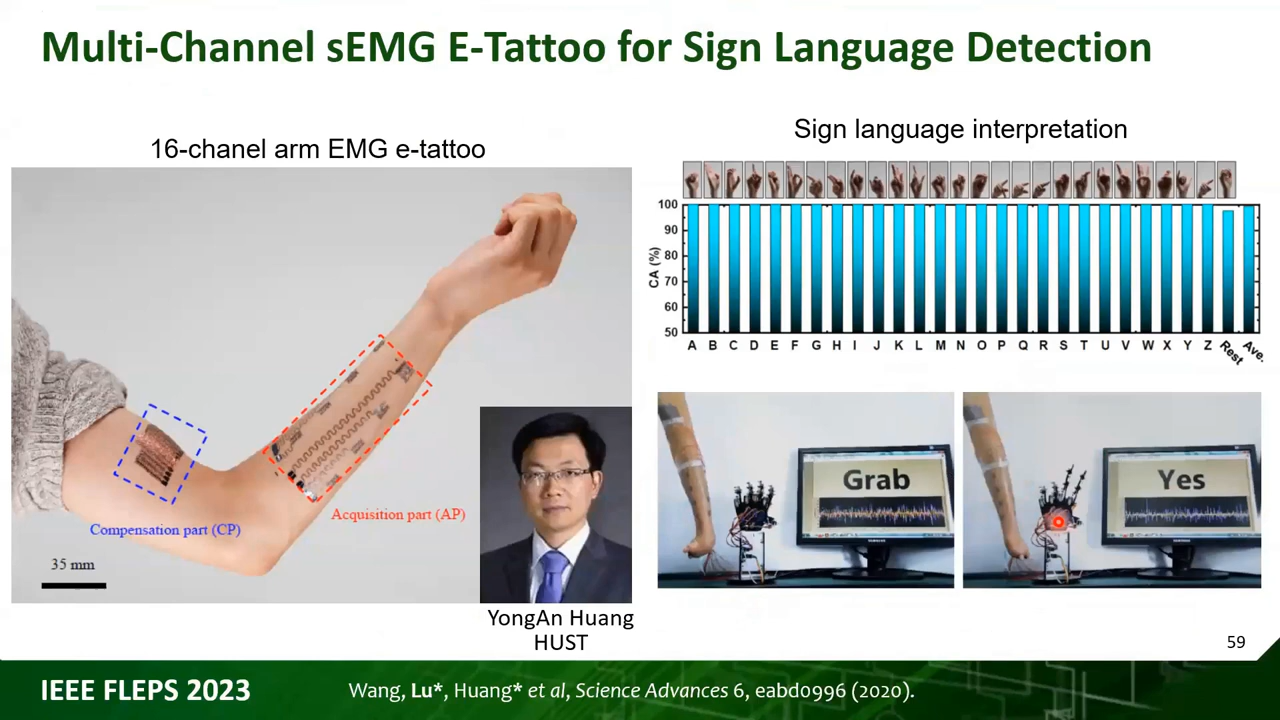 Multi-Channel sEMG E-Tattoo for Sign Language Detection
16-chanel arm EMG e-tattoo
Compensation part (CP)
Acquisition part (AP)
35 mm
YongAn Huang
HUST
Sign language interpretation
CA (%)
100
90
80
70
60
50
A B C D E F G H I J K L M N O P Q R S T U V W X Y Z Rest Ave.
Grab
Yes
59
IEEE FLEPS 2023
Wang, Lu*, Huang* et al, Science Advances 6, eabd0996 (2020).